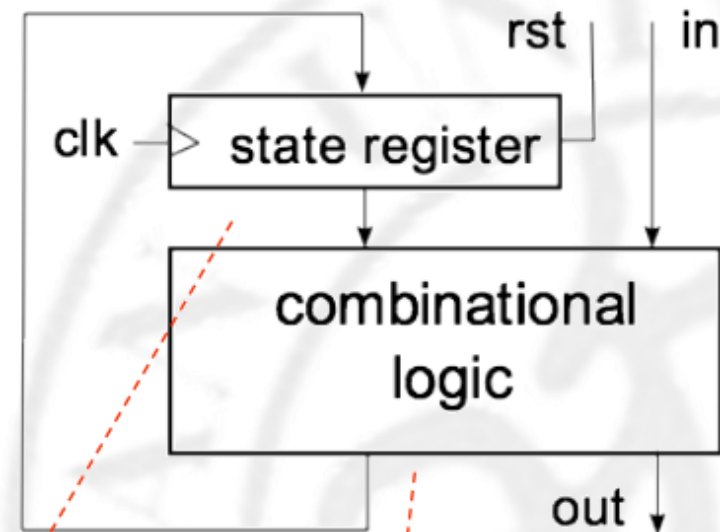 rst
in
clk
state register
combinational
logic
out